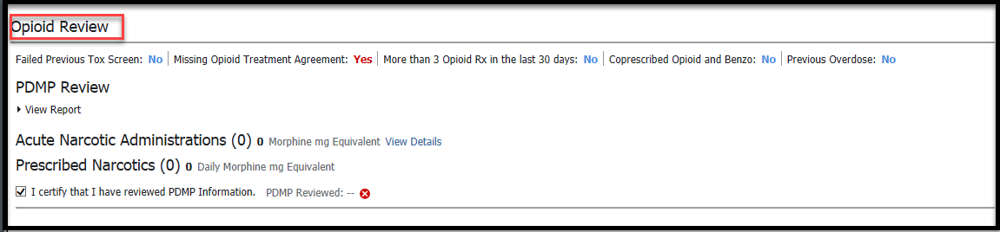 Opioid Review
Failed Previous Tox Screen: No Missing Opioid Treatment Agreement: Yes More than 3 Opioid Rx in the last 30 days: No Coprescribed Opioid and Benzo: No Previous Overdose: No
PDMP Review
View Report
Acute Narcotic Administrations (0) 0 Morphine mg Equivalent View Details
Prescribed Narcotics (0) 0 Daily Morphine mg Equivalent
I certify that I have reviewed PDMP Information. PDMP Reviewed: --